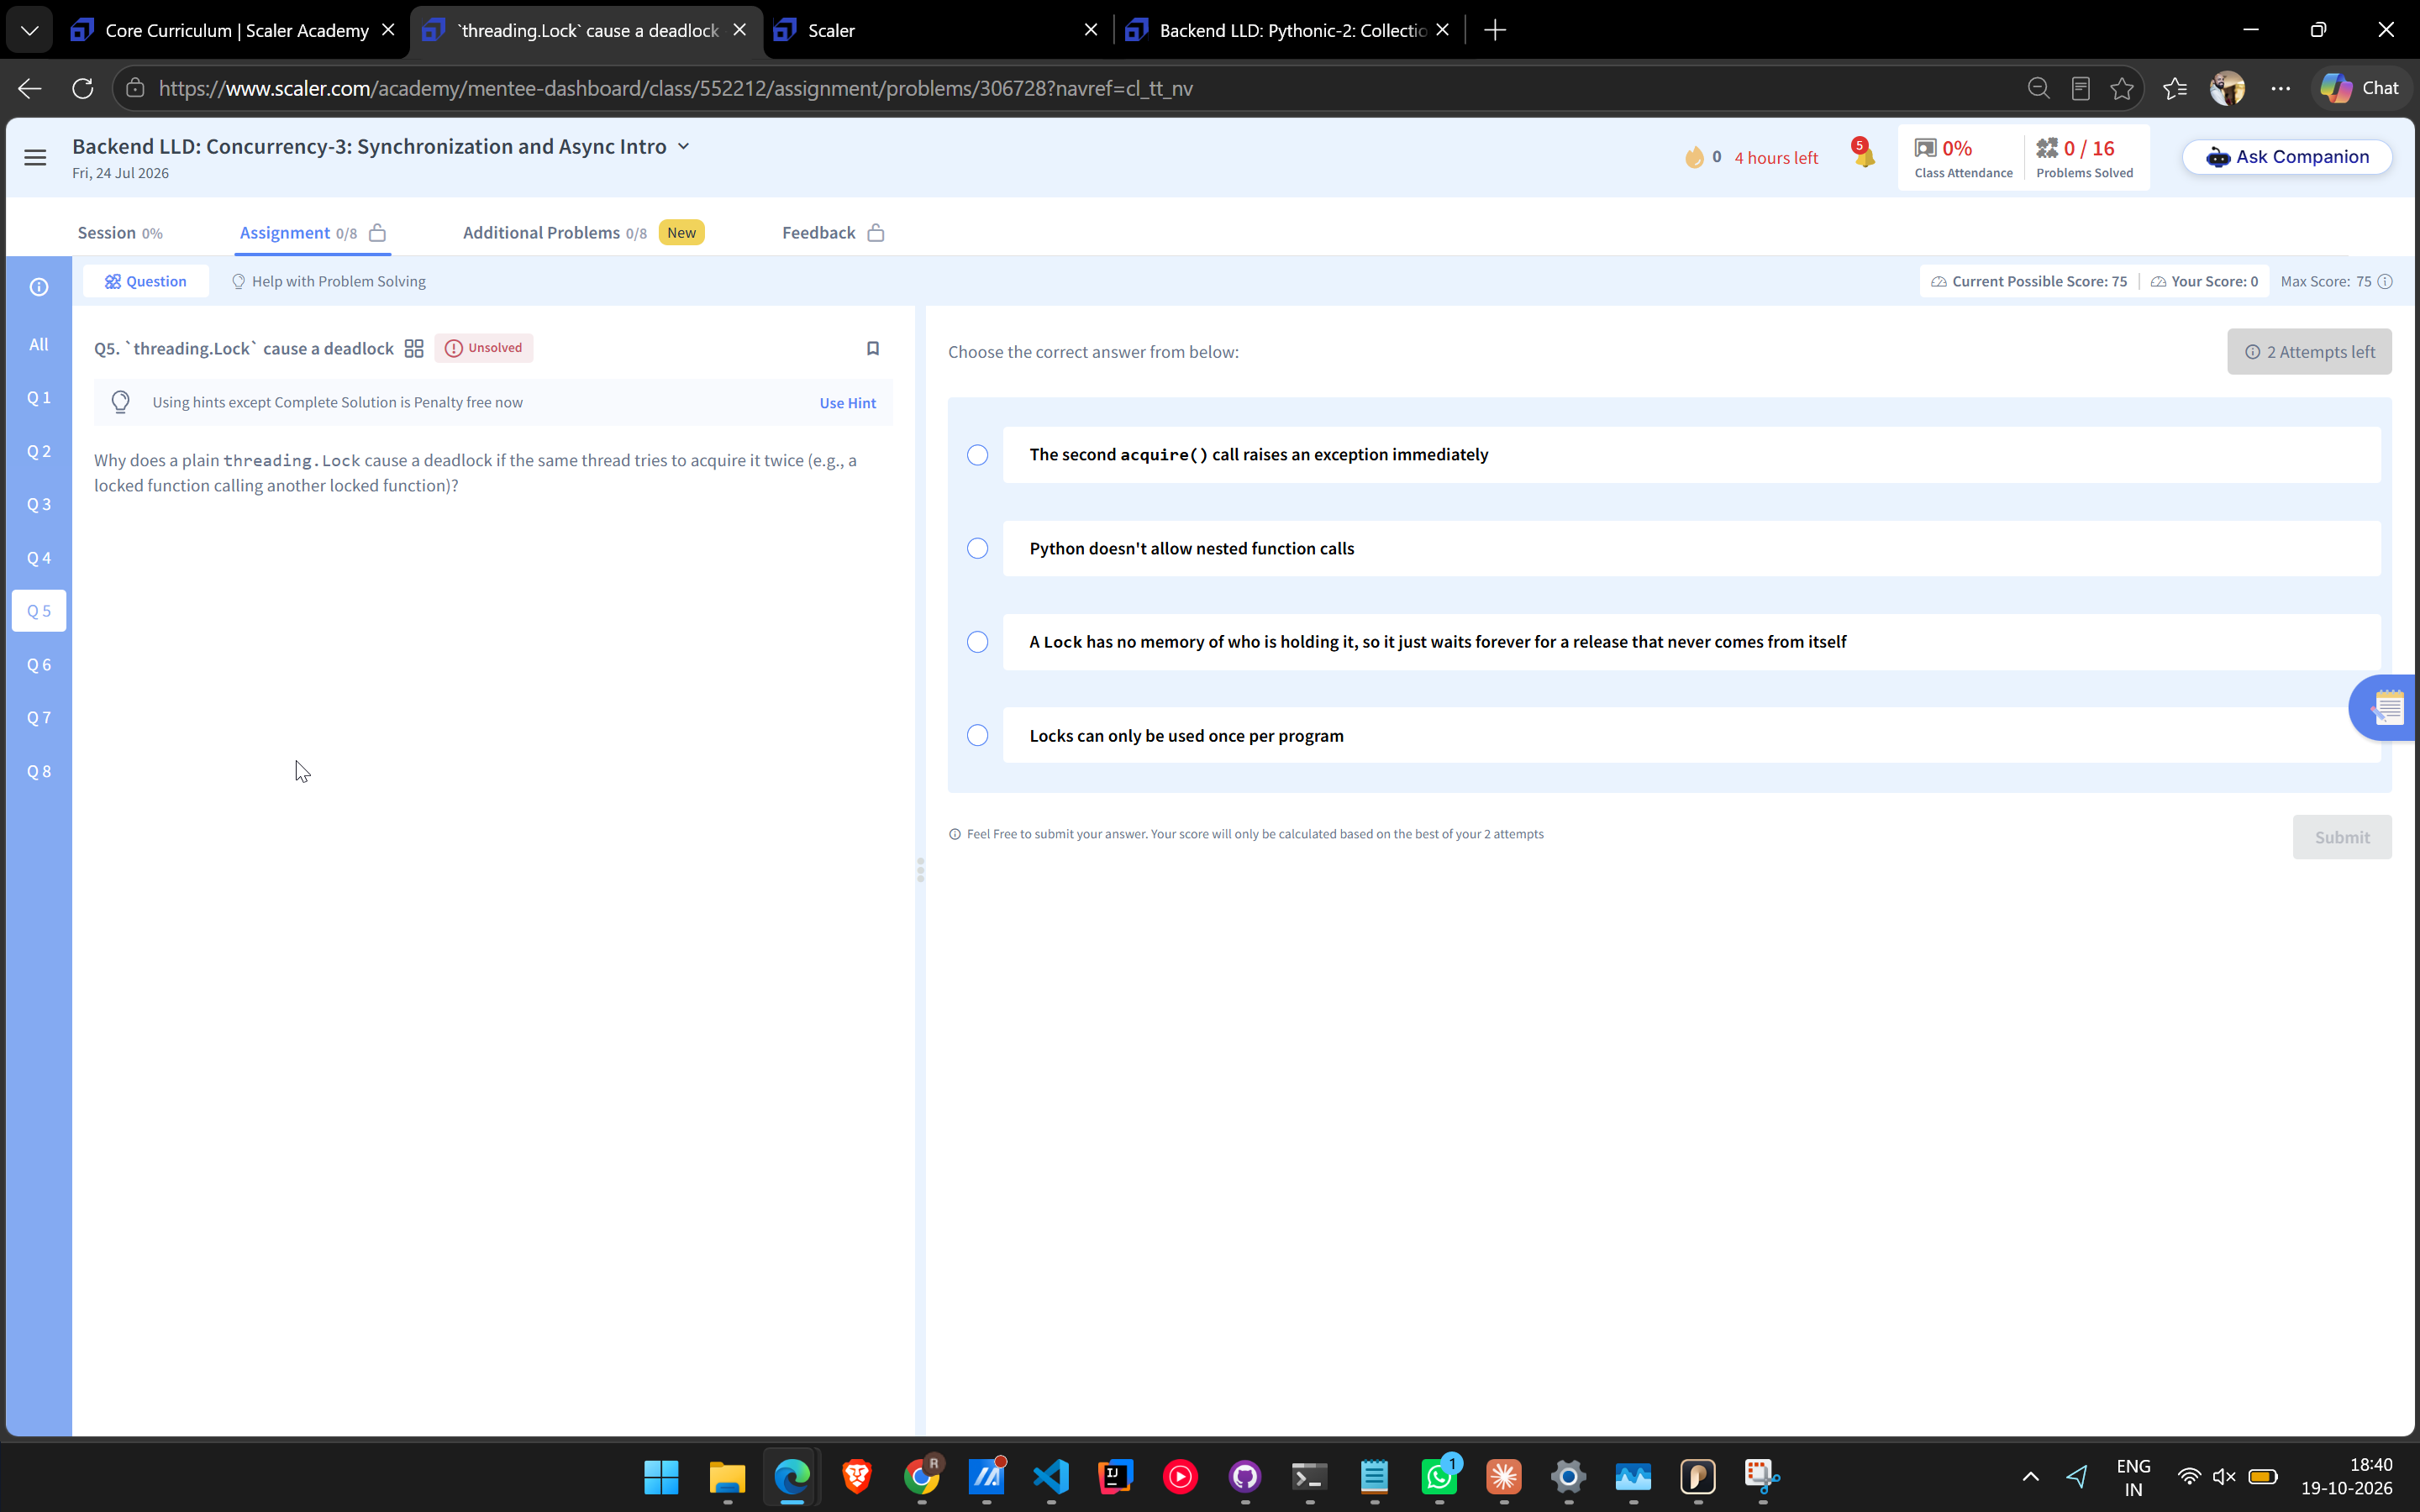 Core Curriculum | Scaler Academy
`threading.Lock` cause a deadlock
Scaler
Backend LLD: Pythonic-2: Collectio
https://www.scaler.com/academy/mentee-dashboard/class/552212/assignment/problems/306728?navref=cl_tt_nv
Chat
Backend LLD: Concurrency-3: Synchronization and Async Intro
Fri, 24 Jul 2026
0
4 hours left
5
0%
Class Attendance
0 / 16
Problems Solved
Ask Companion
Session 0%
Assignment 0/8
Additional Problems 0/8 New
Feedback
Question
Help with Problem Solving
Current Possible Score: 75
Your Score: 0
Max Score: 75
All
Q 1
Q 2
Q 3
Q 4
Q 5
Q 6
Q 7
Q 8
Q5. `threading.Lock` cause a deadlock
Unsolved
Using hints except Complete Solution is Penalty free now
Use Hint
Why does a plain threading.Lock cause a deadlock if the same thread tries to acquire it twice (e.g., a
locked function calling another locked function)?
Choose the correct answer from below:
2 Attempts left
The second acquire() call raises an exception immediately
Python doesn't allow nested function calls
A Lock has no memory of who is holding it, so it just waits forever for a release that never comes from itself
Locks can only be used once per program
Feel Free to submit your answer. Your score will only be calculated based on the best of your 2 attempts
Submit
R
IJ
1
ENG
IN
18:40
19-10-2026